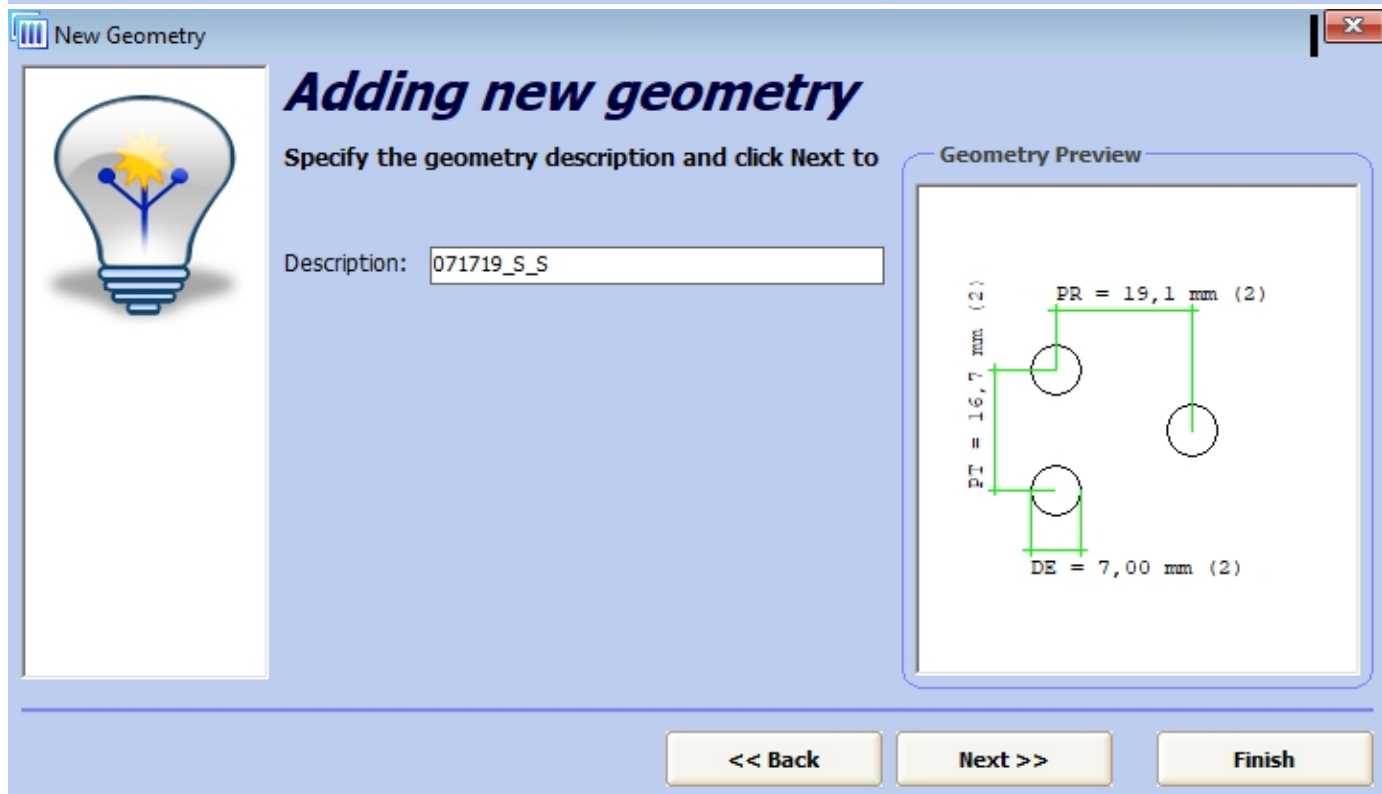 New Geometry
Adding new geometry
Specify the geometry description and click Next to
Description:
071719_S_S
Geometry Preview
PR = 19,1 mm (2)
PT = 16,7 mm (2)
DE = 7,00 mm (2)
<< Back
Next >>
Finish